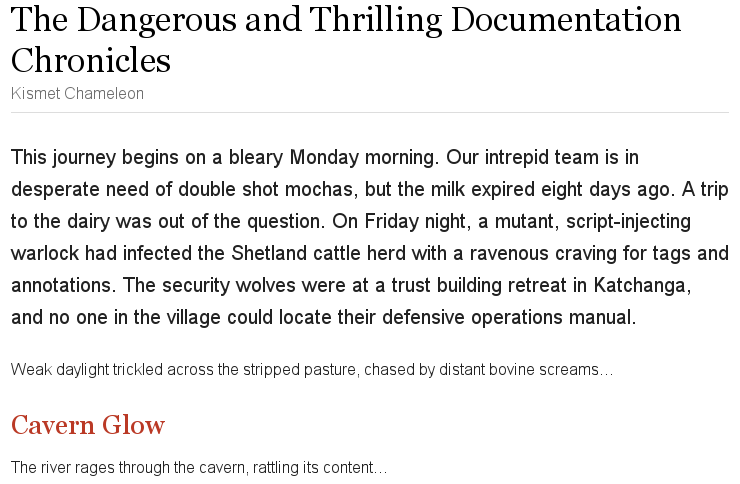 The Dangerous and Thrilling Documentation
Chronicles
Kismet Chameleon
This journey begins on a bleary Monday morning. Our intrepid team is in
desperate need of double shot mochas, but the milk expired eight days ago. A trip
to the dairy was out of the question. On Friday night, a mutant, script-injecting
warlock had infected the Shetland cattle herd with a ravenous craving for tags and
annotations. The security wolves were at a trust building retreat in Katchanga,
and no one in the village could locate their defensive operations manual.
Weak daylight trickled across the stripped pasture, chased by distant bovine screams…
Cavern Glow
The river rages through the cavern, rattling its content…